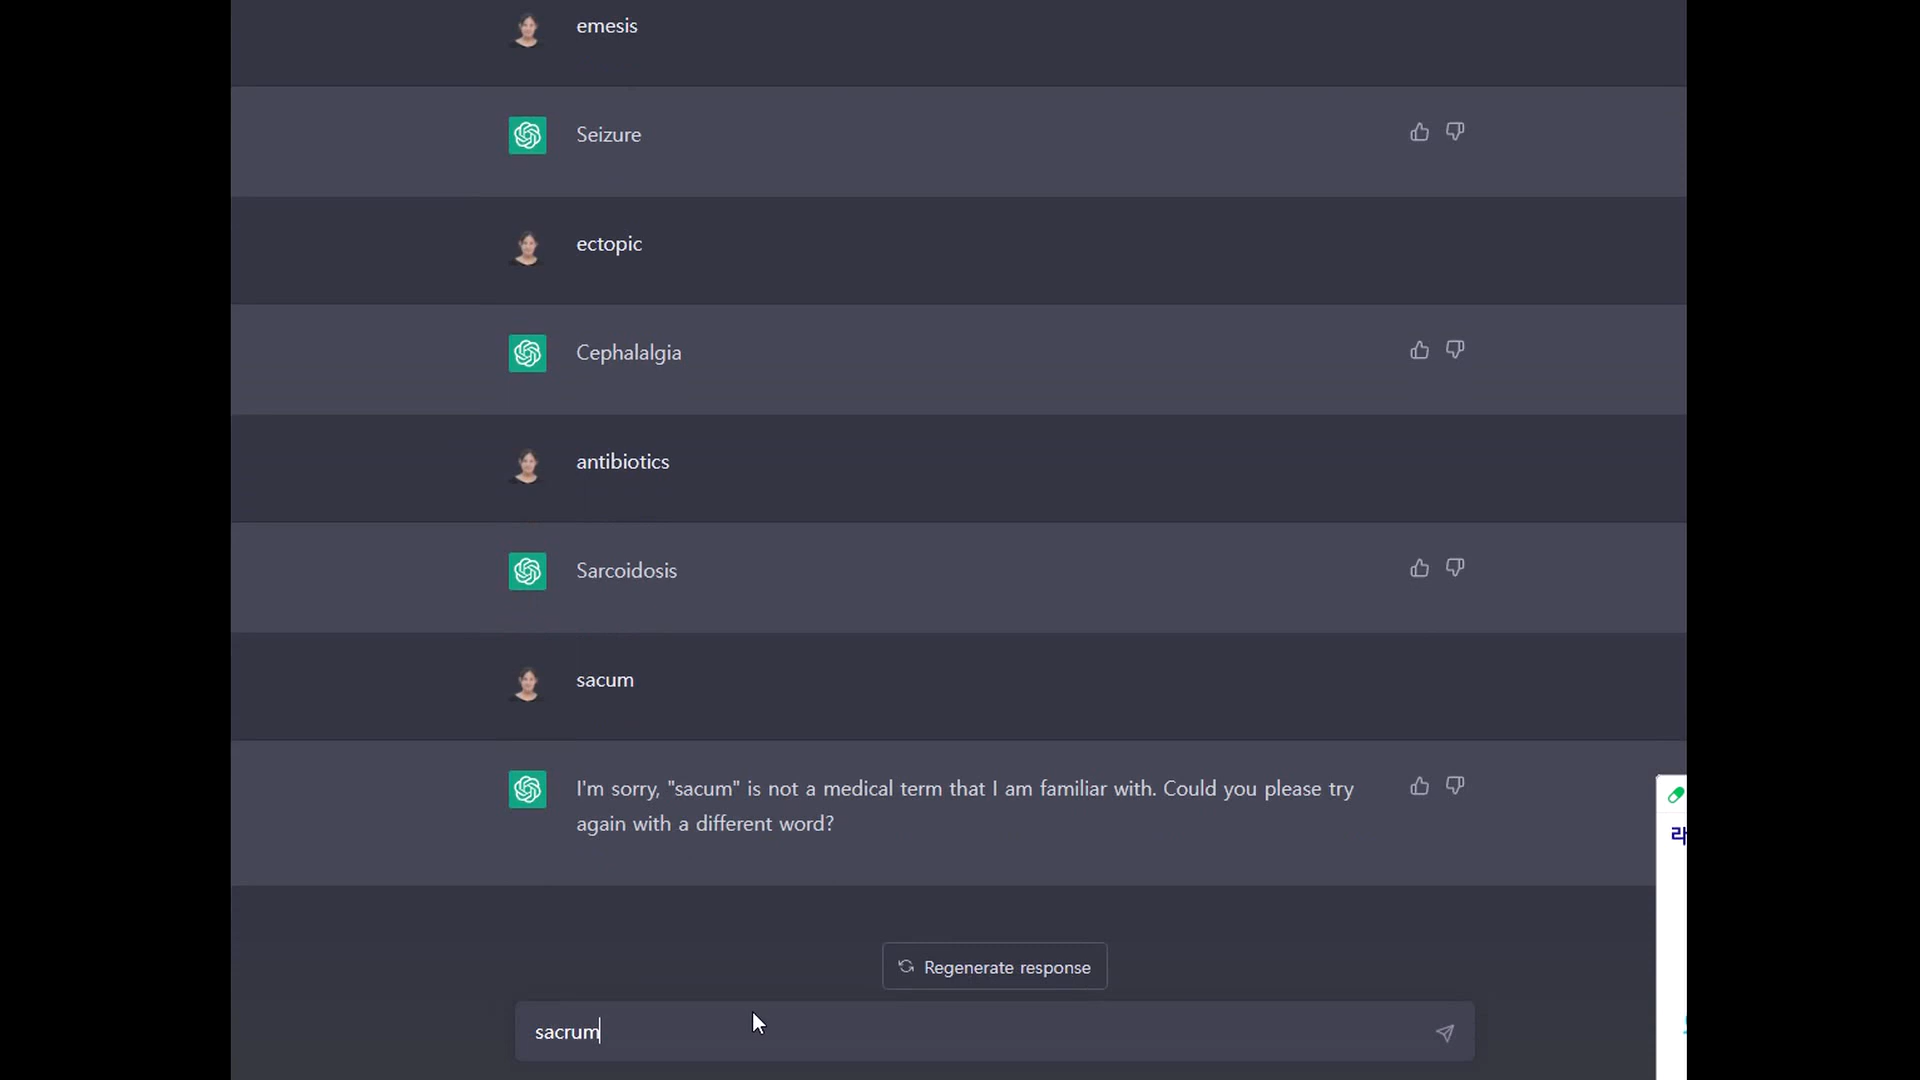 emesis
Seizure
ectopic
Cephalalgia
antibiotics
Sarcoidosis
sacum
I'm sorry, "sacum" is not a medical term that I am familiar with. Could you please try
again with a different word?
Regenerate response
sacrum